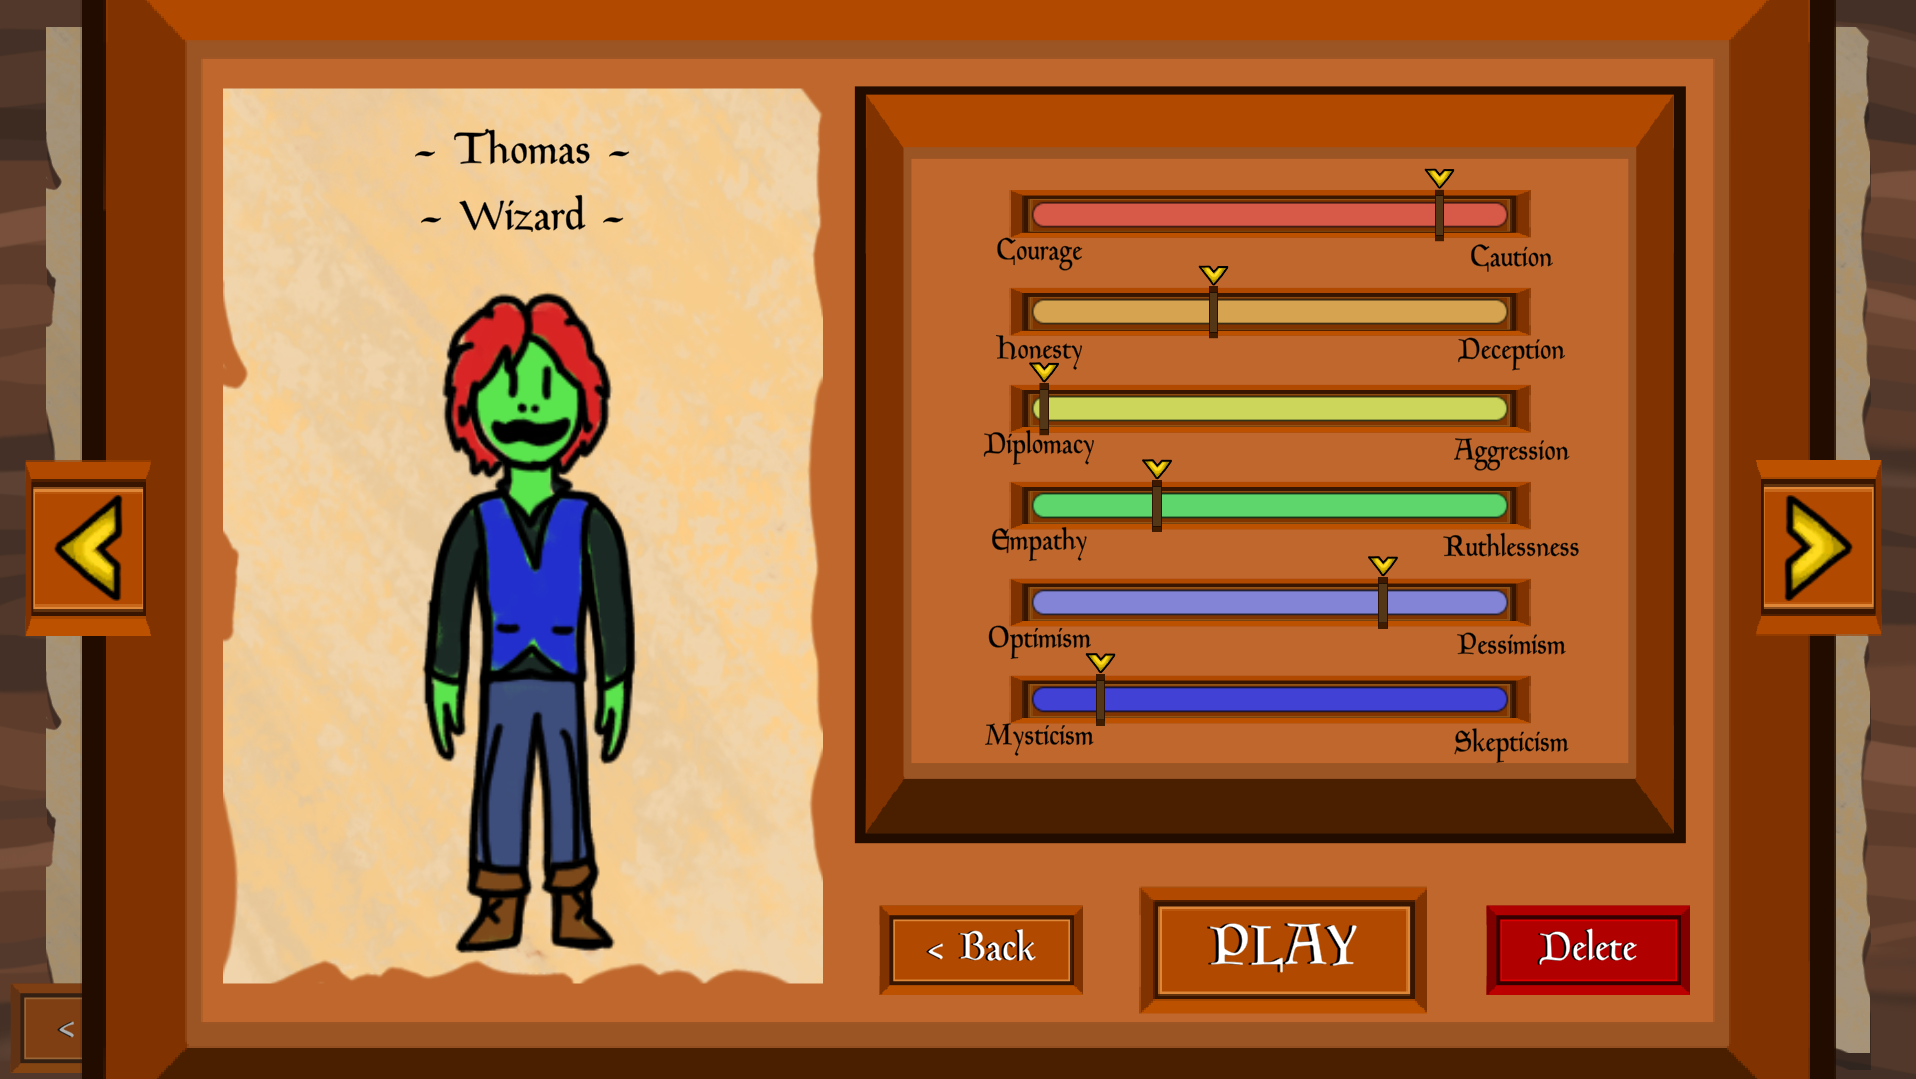 ~ Thomas ~
~ Wizard ~
Courage
Caution
Honesty
Deception
Diplomacy
Aggression
Empathy
Ruthlessness
Optimism
Pessimism
Mysticism
Skepticism
< Back
PLAY
Delete
<